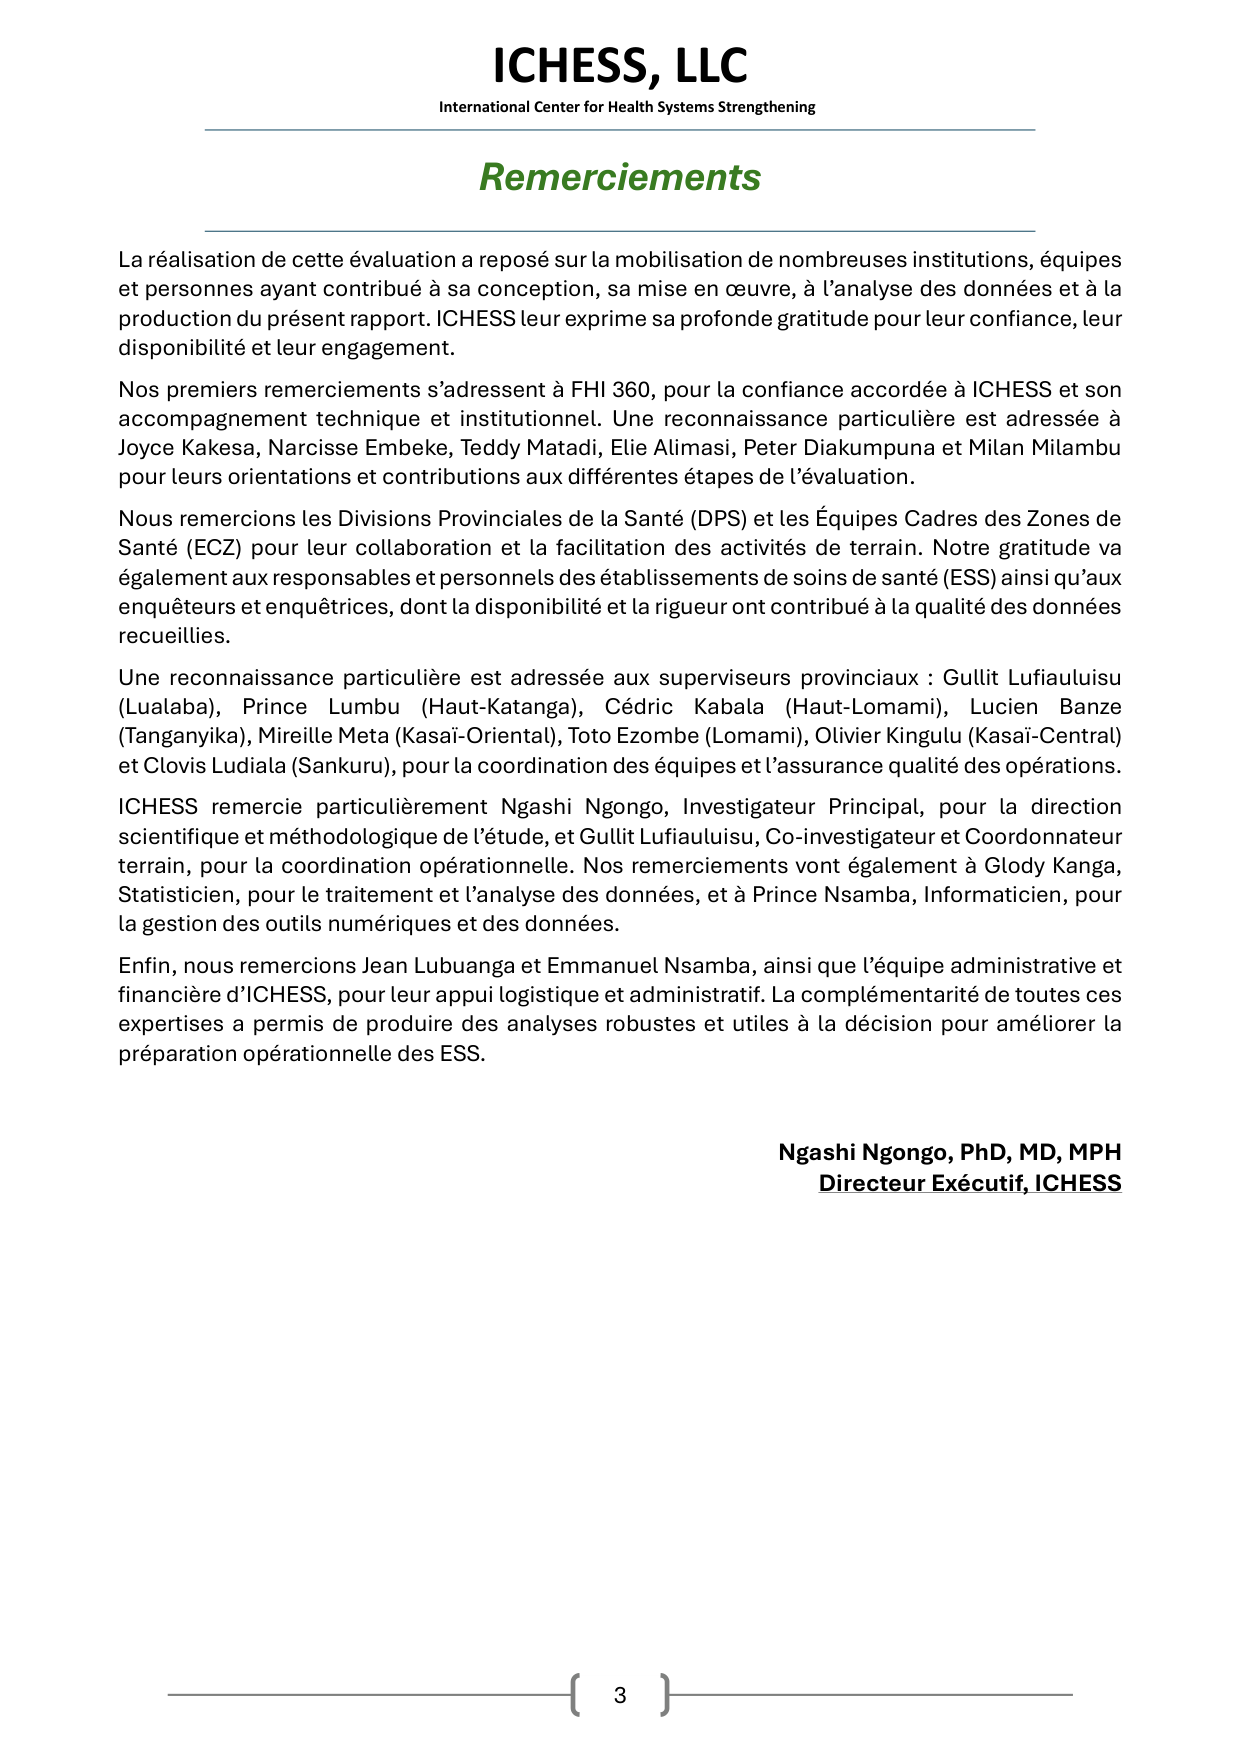 ICHESS, LLC
International Center for Health Systems Strengthening
Remerciements
La réalisation de cette évaluation a reposé sur la mobilisation de nombreuses institutions, équipes
et personnes ayant contribué à sa conception, sa mise en œuvre, à l’analyse des données et à la
production du présent rapport. ICHESS leur exprime sa profonde gratitude pour leur confiance, leur
disponibilité et leur engagement.
Nos premiers remerciements s’adressent à FHI 360, pour la confiance accordée à ICHESS et son
accompagnement technique et institutionnel. Une reconnaissance particulière est adressée à
Joyce Kakesa, Narcisse Embeke, Teddy Matadi, Elie Alimasi, Peter Diakumpuna et Milan Milambu
pour leurs orientations et contributions aux différentes étapes de l’évaluation.
Nous remercions les Divisions Provinciales de la Santé (DPS) et les Équipes Cadres des Zones de
Santé (ECZ) pour leur collaboration et la facilitation des activités de terrain. Notre gratitude va
également aux responsables et personnels des établissements de soins de santé (ESS) ainsi qu’aux
enquêteurs et enquêtrices, dont la disponibilité et la rigueur ont contribué à la qualité des données
recueillies.
Une reconnaissance particulière est adressée aux superviseurs provinciaux : Gullit Lufiauluisu
(Lualaba), Prince Lumbu (Haut-Katanga), Cédric Kabala (Haut-Lomami), Lucien Banze
(Tanganyika), Mireille Meta (Kasaï-Oriental), Toto Ezombe (Lomami), Olivier Kingulu (Kasaï-Central)
et Clovis Ludiala (Sankuru), pour la coordination des équipes et l’assurance qualité des opérations.
ICHESS remercie particulièrement Ngashi Ngongo, Investigateur Principal, pour la direction
scientifique et méthodologique de l’étude, et Gullit Lufiauluisu, Co-investigateur et Coordonnateur
terrain, pour la coordination opérationnelle. Nos remerciements vont également à Glody Kanga,
Statisticien, pour le traitement et l’analyse des données, et à Prince Nsamba, Informaticien, pour
la gestion des outils numériques et des données.
Enfin, nous remercions Jean Lubuanga et Emmanuel Nsamba, ainsi que l’équipe administrative et
financière d’ICHESS, pour leur appui logistique et administratif. La complémentarité de toutes ces
expertises a permis de produire des analyses robustes et utiles à la décision pour améliorer la
préparation opérationnelle des ESS.
Ngashi Ngongo, PhD, MD, MPH
Directeur Exécutif, ICHESS
3